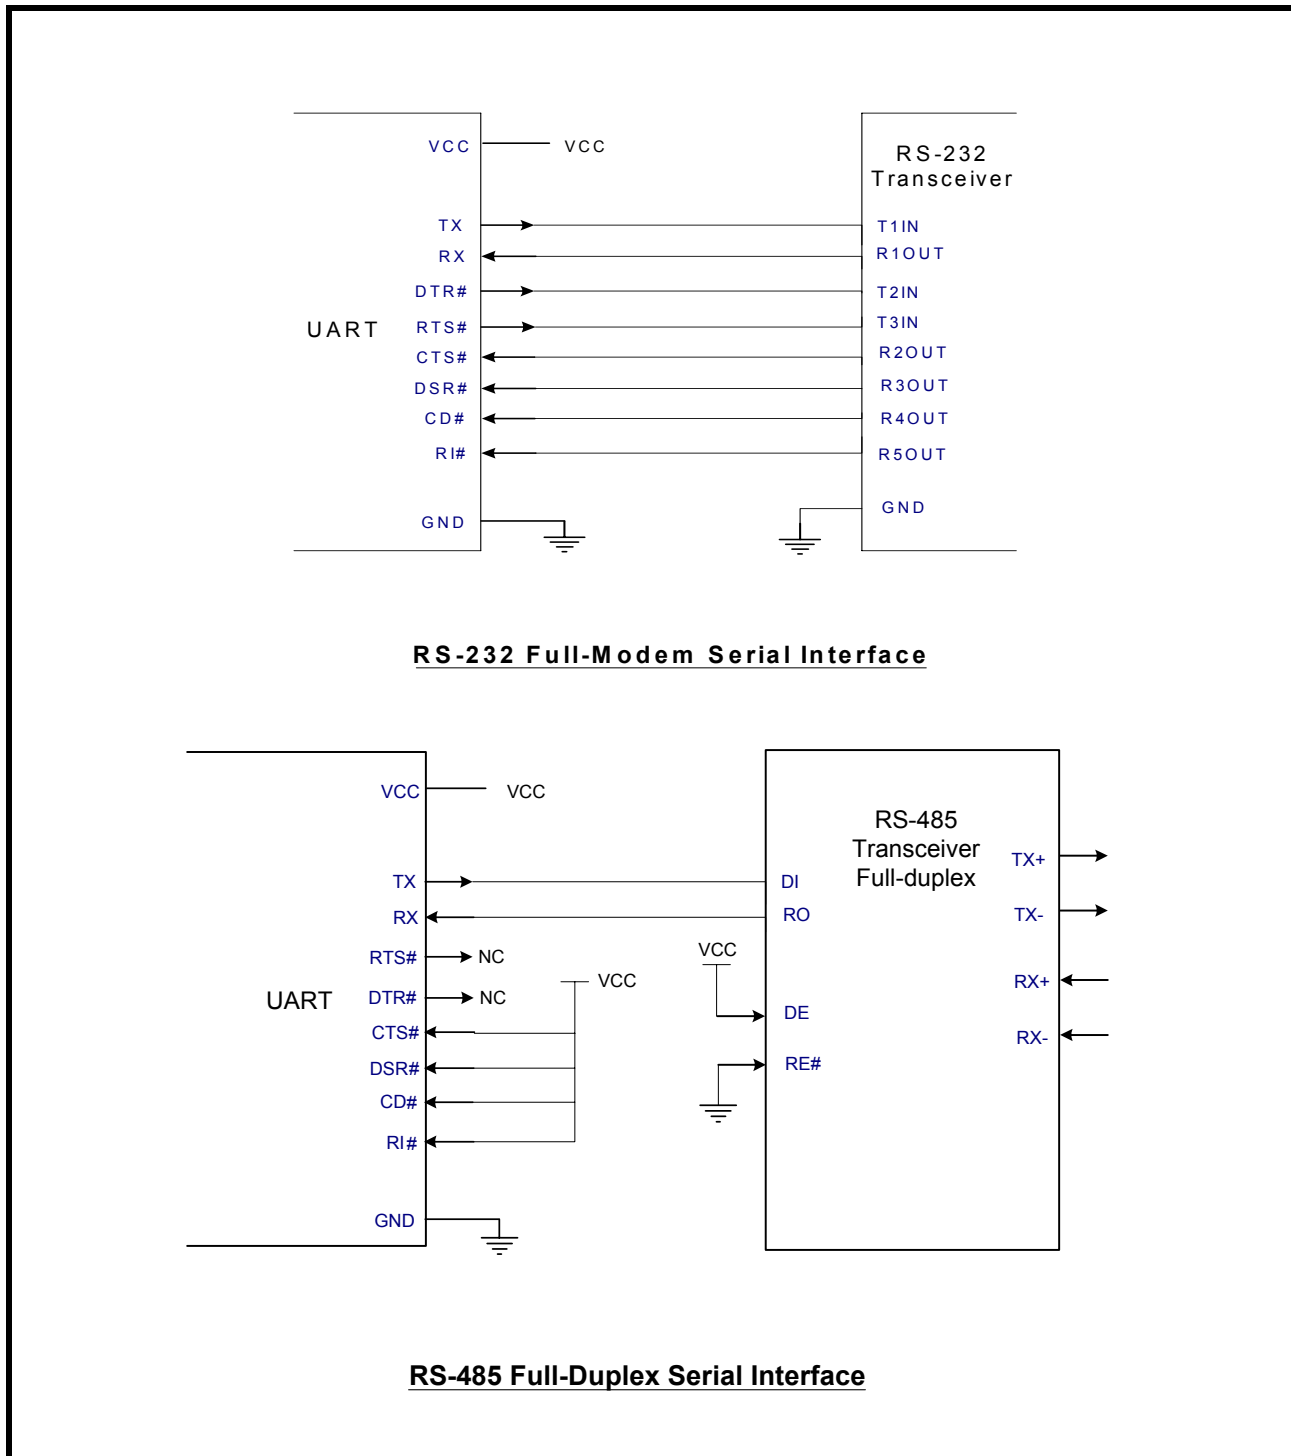 VCC
VCC
RS-232
Transceiver
TX
T1IN
RX
R1OUT
DTR#
T2IN
UART
RTS#
T3IN
CTS#
R2OUT
DSR#
R3OUT
CD#
R4OUT
RI#
R5OUT
GND
GND
RS-232 Full-Modem Serial Interface
VCC
VCC
RS-485
Transceiver
Full-duplex
TX+
TX
DI
RX
RO
TX-
RTS#
NC
VCC
VCC
RX+
UART
DTR#
NC
DE
CTS#
RX-
DSR#
RE#
CD#
RI#
GND
RS-485 Full-Duplex Serial Interface